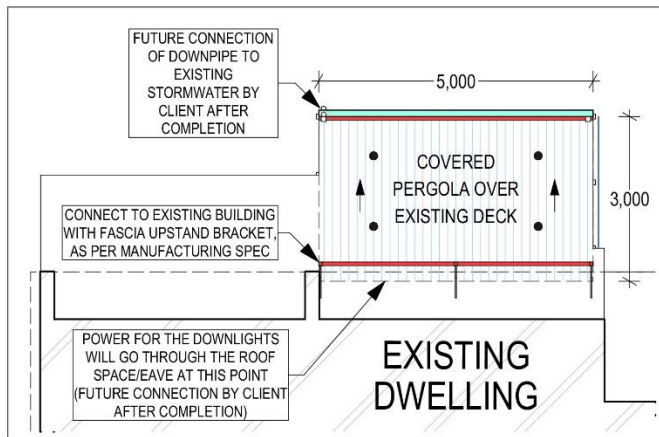 FUTURE CONNECTION
OF DOWNPIPE TO
EXISTING
STORMWATER BY
CLIENT AFTER
COMPLETION
5,000
COVERED
PERGOLA OVER
EXISTING DECK
3,000
CONNECT TO EXISTING BUILDING
WITH FASCIA UPSTAND BRACKET,
AS PER MANUFACTURING SPEC
POWER FOR THE DOWNLIGHTS
WILL GO THROUGH THE ROOF
SPACE/EAVE AT THIS POINT
(FUTURE CONNECTION BY CLIENT
AFTER COMPLETION)
EXISTING
DWELLING